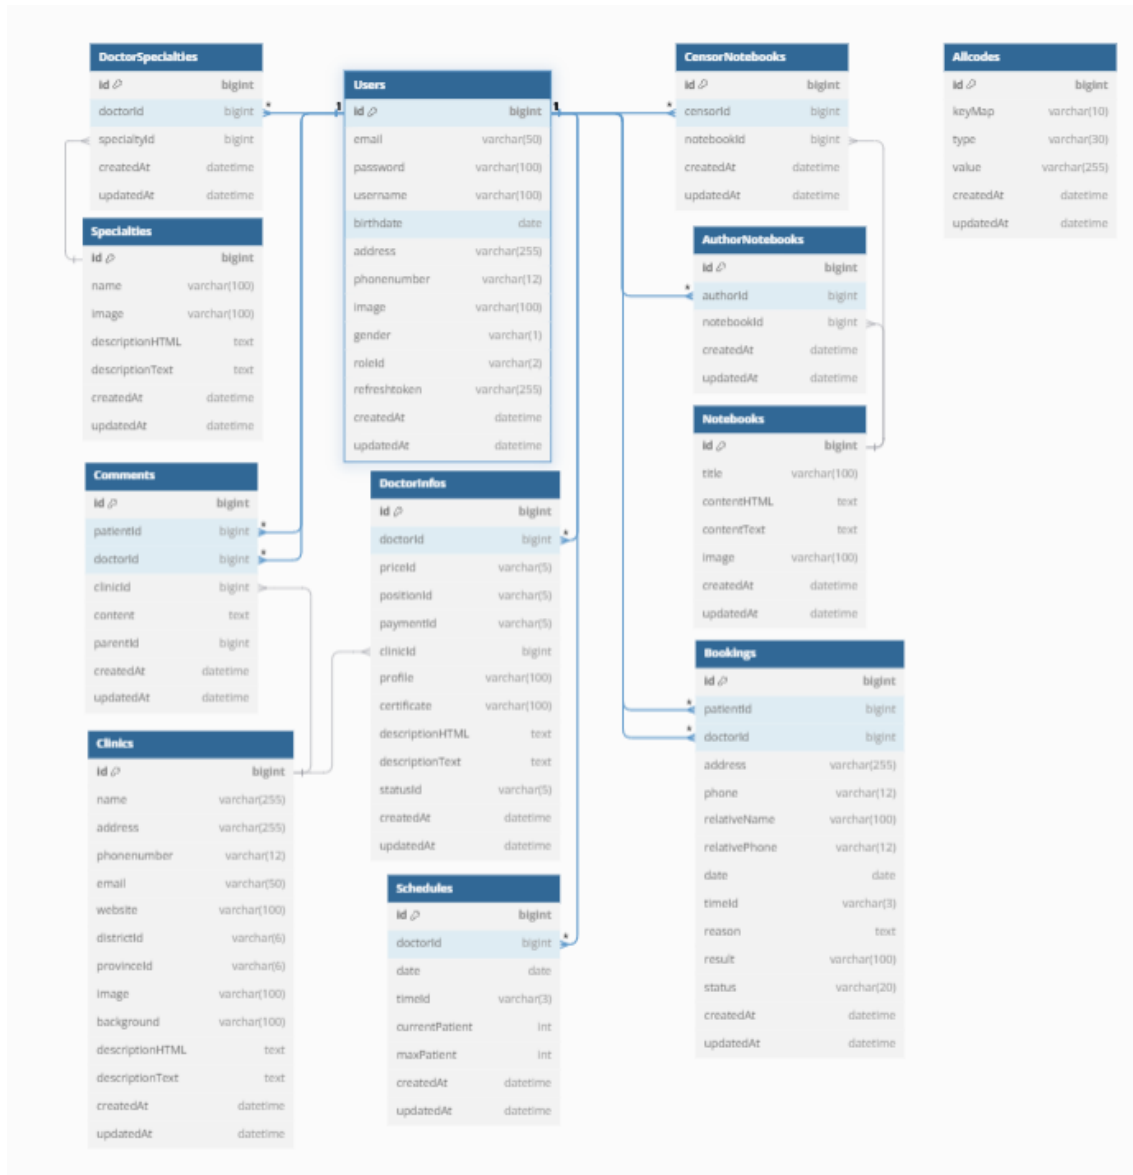 DoctorSpecialties
id bigint
doctorId bigint
specialtyId bigint
createdAt datetime
updatedAt datetime
Specialties
id bigint
name varchar(100)
image varchar(100)
descriptionHTML text
descriptionText text
createdAt datetime
updatedAt datetime
Comments
id bigint
patientId bigint
doctorId bigint
clinicId bigint
content text
parentId bigint
createdAt datetime
updatedAt datetime
Clinics
id bigint
name varchar(255)
address varchar(255)
phonenumber varchar(12)
email varchar(50)
website varchar(100)
districtId varchar(6)
provinceId varchar(6)
image varchar(100)
background varchar(100)
descriptionHTML text
descriptionText text
createdAt datetime
updatedAt datetime
Users
id bigint
email varchar(50)
password varchar(100)
username varchar(100)
birthdate date
address varchar(255)
phonenumber varchar(12)
image varchar(100)
gender varchar(1)
roleId varchar(2)
refreshtoken varchar(255)
createdAt datetime
updatedAt datetime
DoctorInfos
id bigint
doctorId bigint
priceId varchar(5)
positionId varchar(5)
paymentId varchar(5)
clinicId bigint
profile varchar(100)
certificate varchar(100)
descriptionHTML text
descriptionText text
statusId varchar(5)
createdAt datetime
updatedAt datetime
Schedules
id bigint
doctorId bigint
date date
timeId varchar(3)
currentPatient int
maxPatient int
createdAt datetime
updatedAt datetime
CensorNotebooks
id bigint
censorId bigint
notebookId bigint
createdAt datetime
updatedAt datetime
AuthorNotebooks
id bigint
authorId bigint
notebookId bigint
createdAt datetime
updatedAt datetime
Notebooks
id bigint
title varchar(100)
contentHTML text
contentText text
image varchar(100)
createdAt datetime
updatedAt datetime
Bookings
id bigint
patientId bigint
doctorId bigint
address varchar(255)
phone varchar(12)
relativeName varchar(100)
relativePhone varchar(12)
date date
timeId varchar(3)
reason text
result varchar(100)
status varchar(20)
createdAt datetime
updatedAt datetime
Allcodes
id bigint
keyMap varchar(10)
type varchar(30)
value varchar(255)
createdAt datetime
updatedAt datetime
1
1
*
*
*
*
*
*
*
*
*